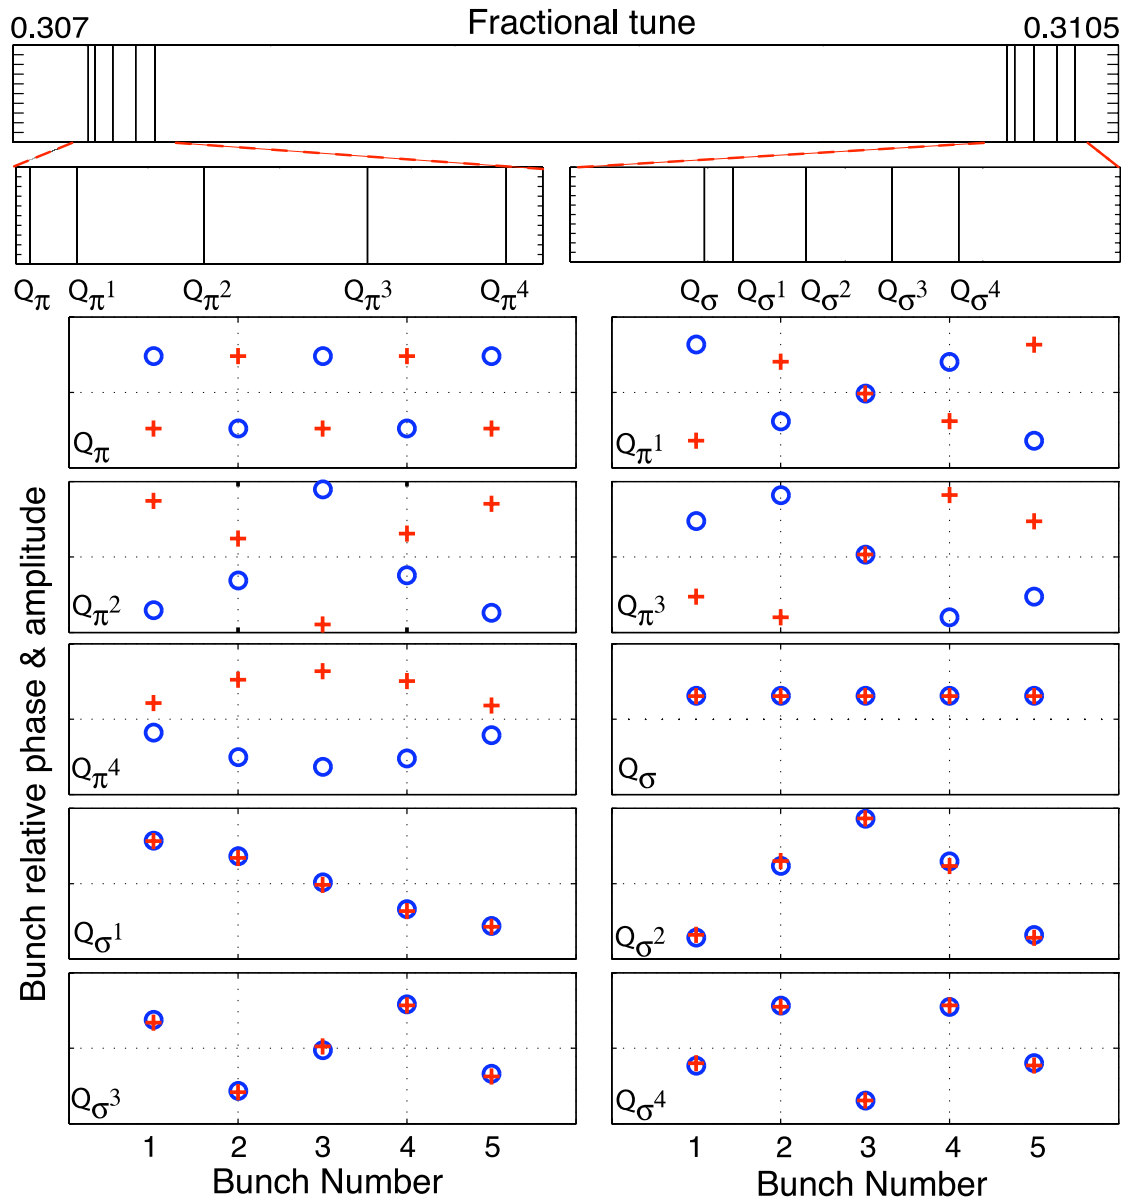 Fractional tune
0.307 0.3105
Qπ Qπ1 Qπ2 Qπ3 Qπ4 Qσ Qσ1 Qσ2 Qσ3 Qσ4
Qπ Qπ1
Qπ2 Qπ3
Qπ4 Qσ
Qσ1 Qσ2
Qσ3 Qσ4
Bunch relative phase & amplitude
1 2 3 4 5 1 2 3 4 5
Bunch Number Bunch Number